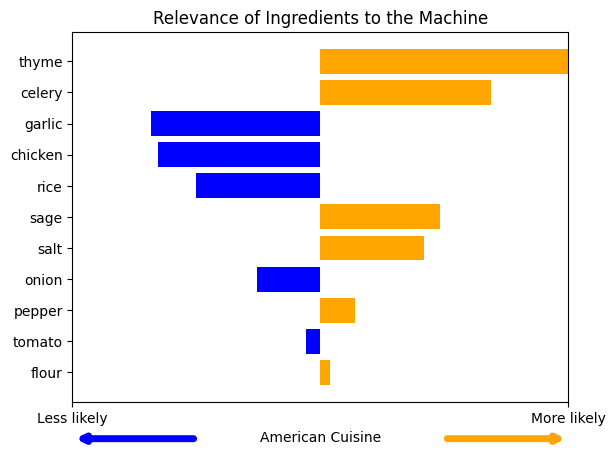 Relevance of Ingredients to the Machine
thyme
celery
garlic
chicken
rice
sage
salt
onion
pepper
tomato
flour
Less likely More likely
American Cuisine